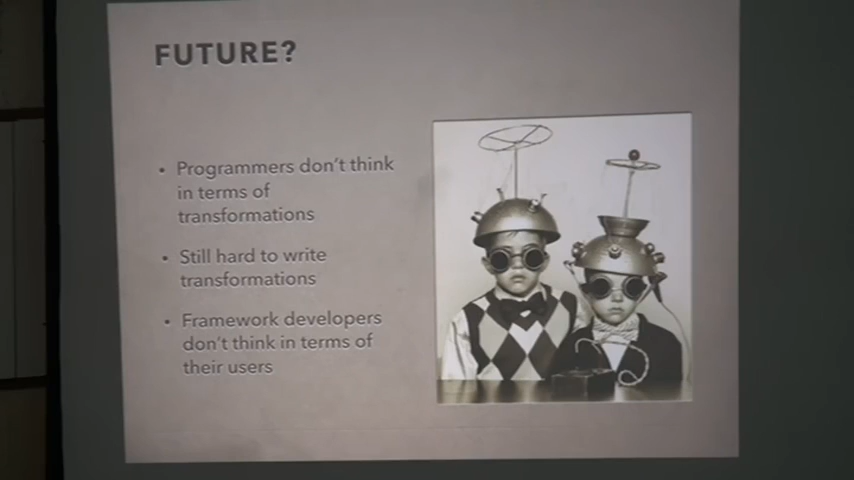 FUTURE?
• Programmers don't think
in terms of
transformations
• Still hard to write
transformations
• Framework developers
don't think in terms of
their users